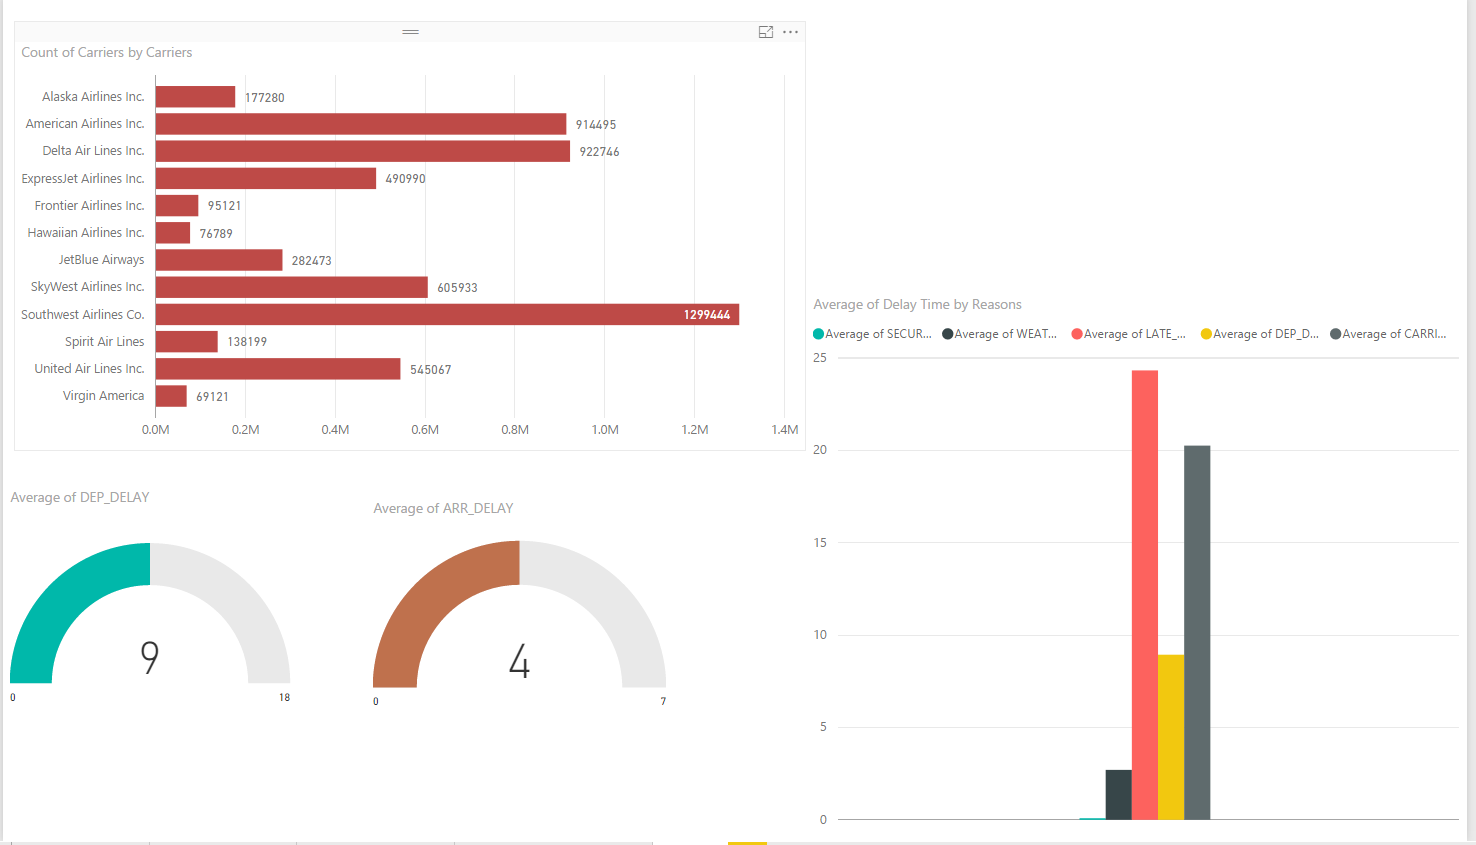 Count of Carriers by Carriers
Alaska Airlines Inc. 177280
American Airlines Inc. 914495
Delta Air Lines Inc. 922746
ExpressJet Airlines Inc. 490990
Frontier Airlines Inc. 95121
Hawaiian Airlines Inc. 76789
JetBlue Airways 282473
SkyWest Airlines Inc. 605933
Southwest Airlines Co. 1299444
Spirit Air Lines 138199
United Air Lines Inc. 545067
Virgin America 69121
0.0M 0.2M 0.4M 0.6M 0.8M 1.0M 1.2M 1.4M
Average of DEP_DELAY
9
0 18
Average of ARR_DELAY
4
0 7
Average of Delay Time by Reasons
Average of SECUR... Average of WEAT... Average of LATE_... Average of DEP_D... Average of CARRI...
25
20
15
10
5
0